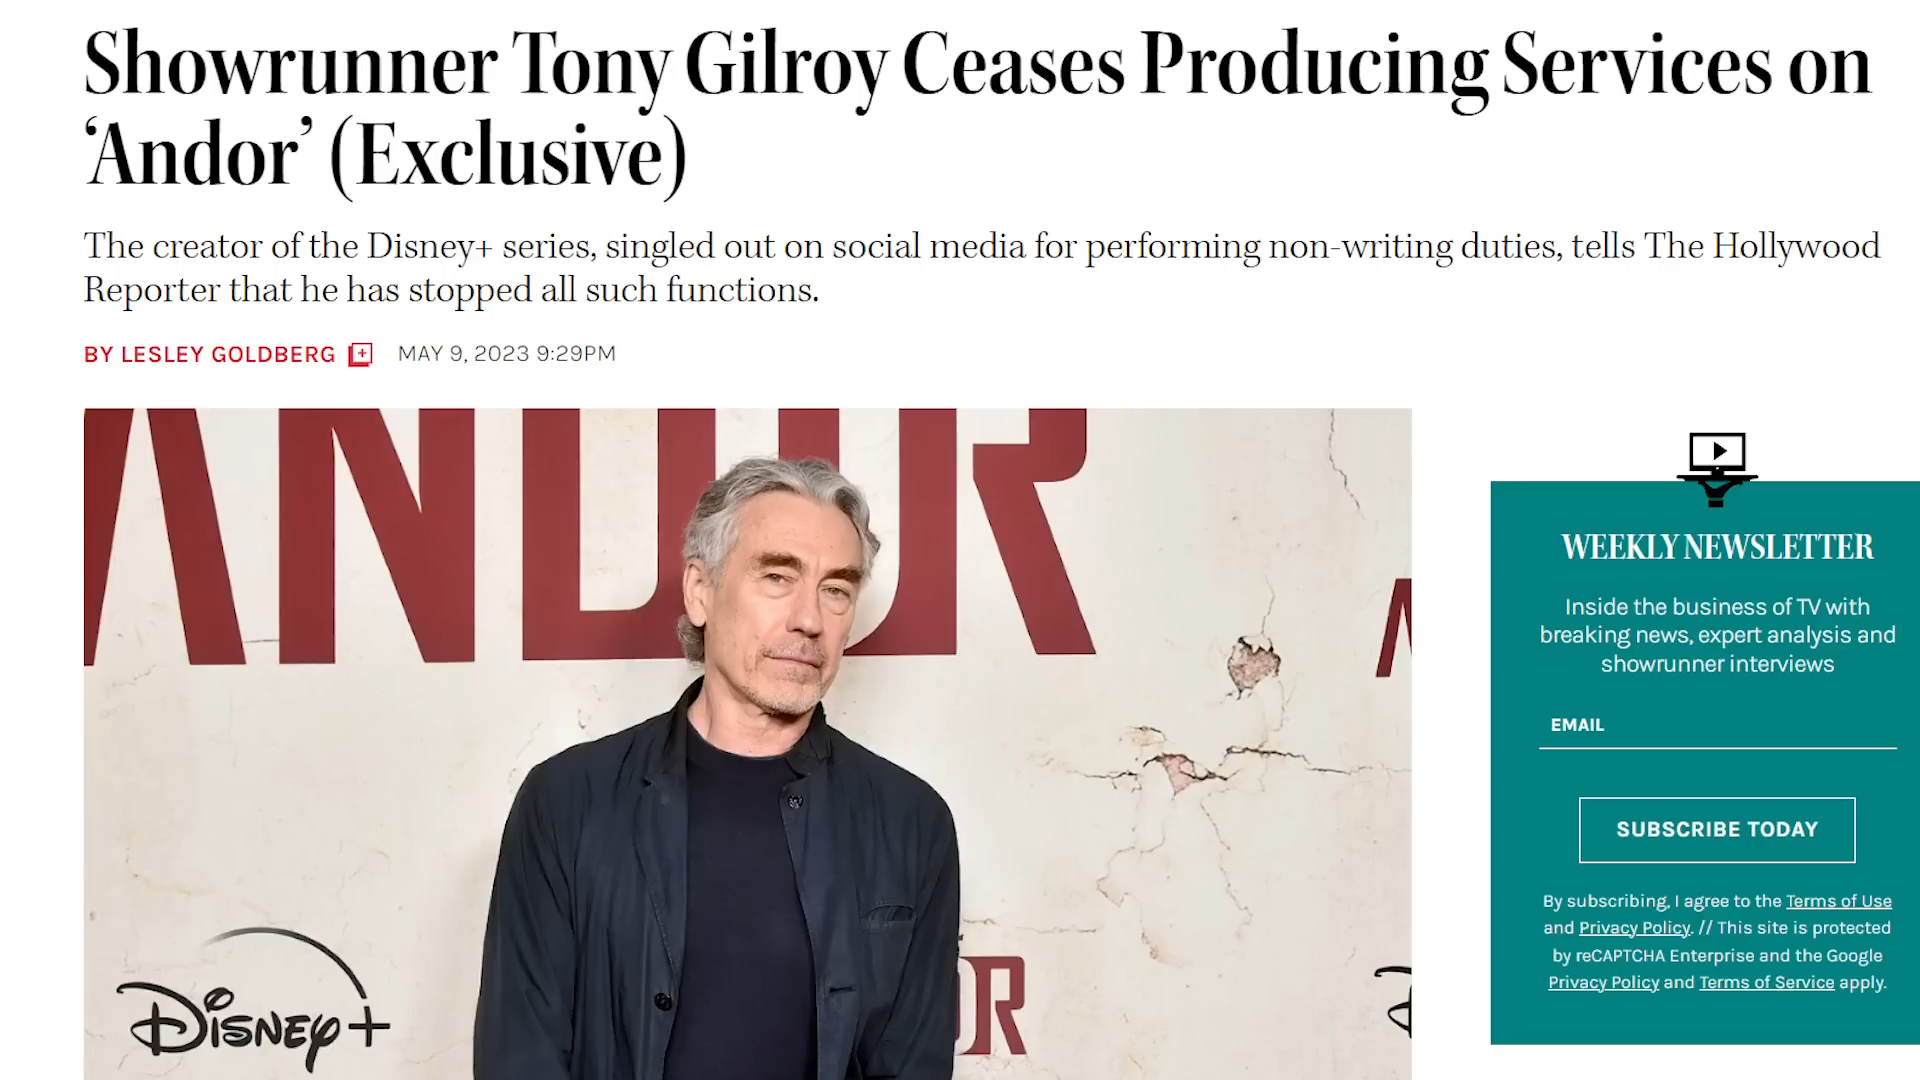 Showrunner Tony Gilroy Ceases Producing Services on
‘Andor’ (Exclusive)
The creator of the Disney+ series, singled out on social media for performing non-writing duties, tells The Hollywood
Reporter that he has stopped all such functions.
BY LESLEY GOLDBERG
MAY 9, 2023 9:29PM
ANDOR
Disney+
WEEKLY NEWSLETTER
Inside the business of TV with
breaking news, expert analysis and
showrunner interviews
EMAIL
SUBSCRIBE TODAY
By subscribing, I agree to the Terms of Use
and Privacy Policy. // This site is protected
by reCAPTCHA Enterprise and the Google
Privacy Policy and Terms of Service apply.